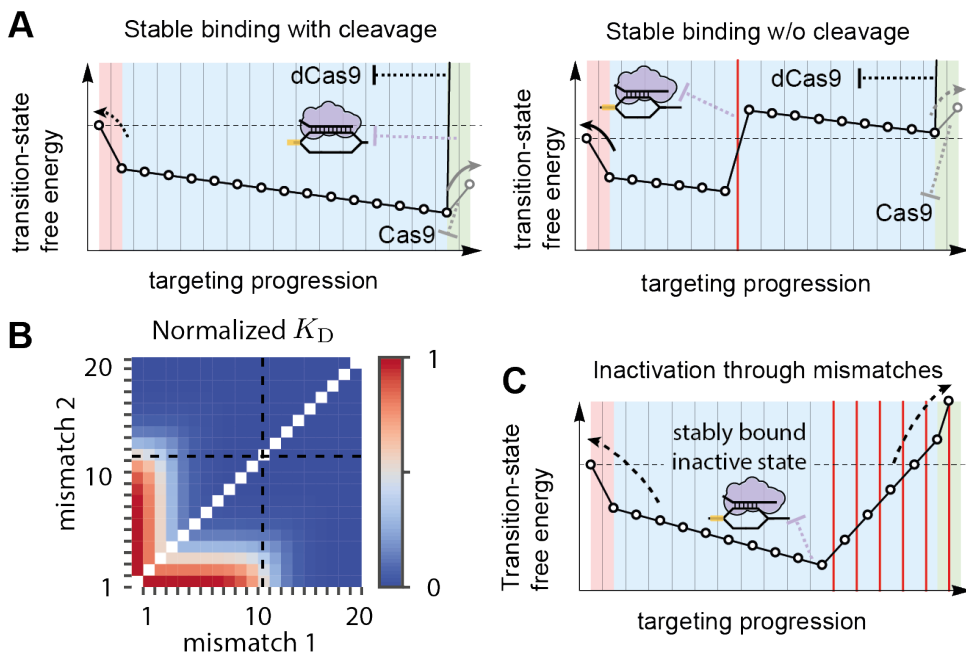 A
Stable binding with cleavage
transition-state
free energy
dCas9
Cas9
targeting progression
Stable binding w/o cleavage
transition-state
free energy
dCas9
Cas9
targeting progression
B
Normalized K_D
mismatch 2
20
10
1
1
10
20
mismatch 1
1
0
C
Inactivation through mismatches
Transition-state
free energy
stably bound
inactive state
targeting progression